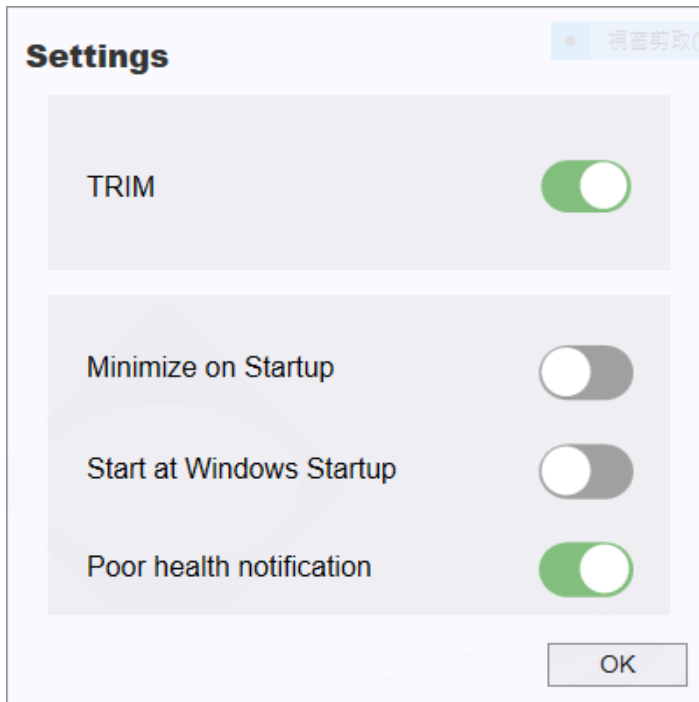 Settings
視窗剪取(
TRIM
Minimize on Startup
Start at Windows Startup
Poor health notification
OK